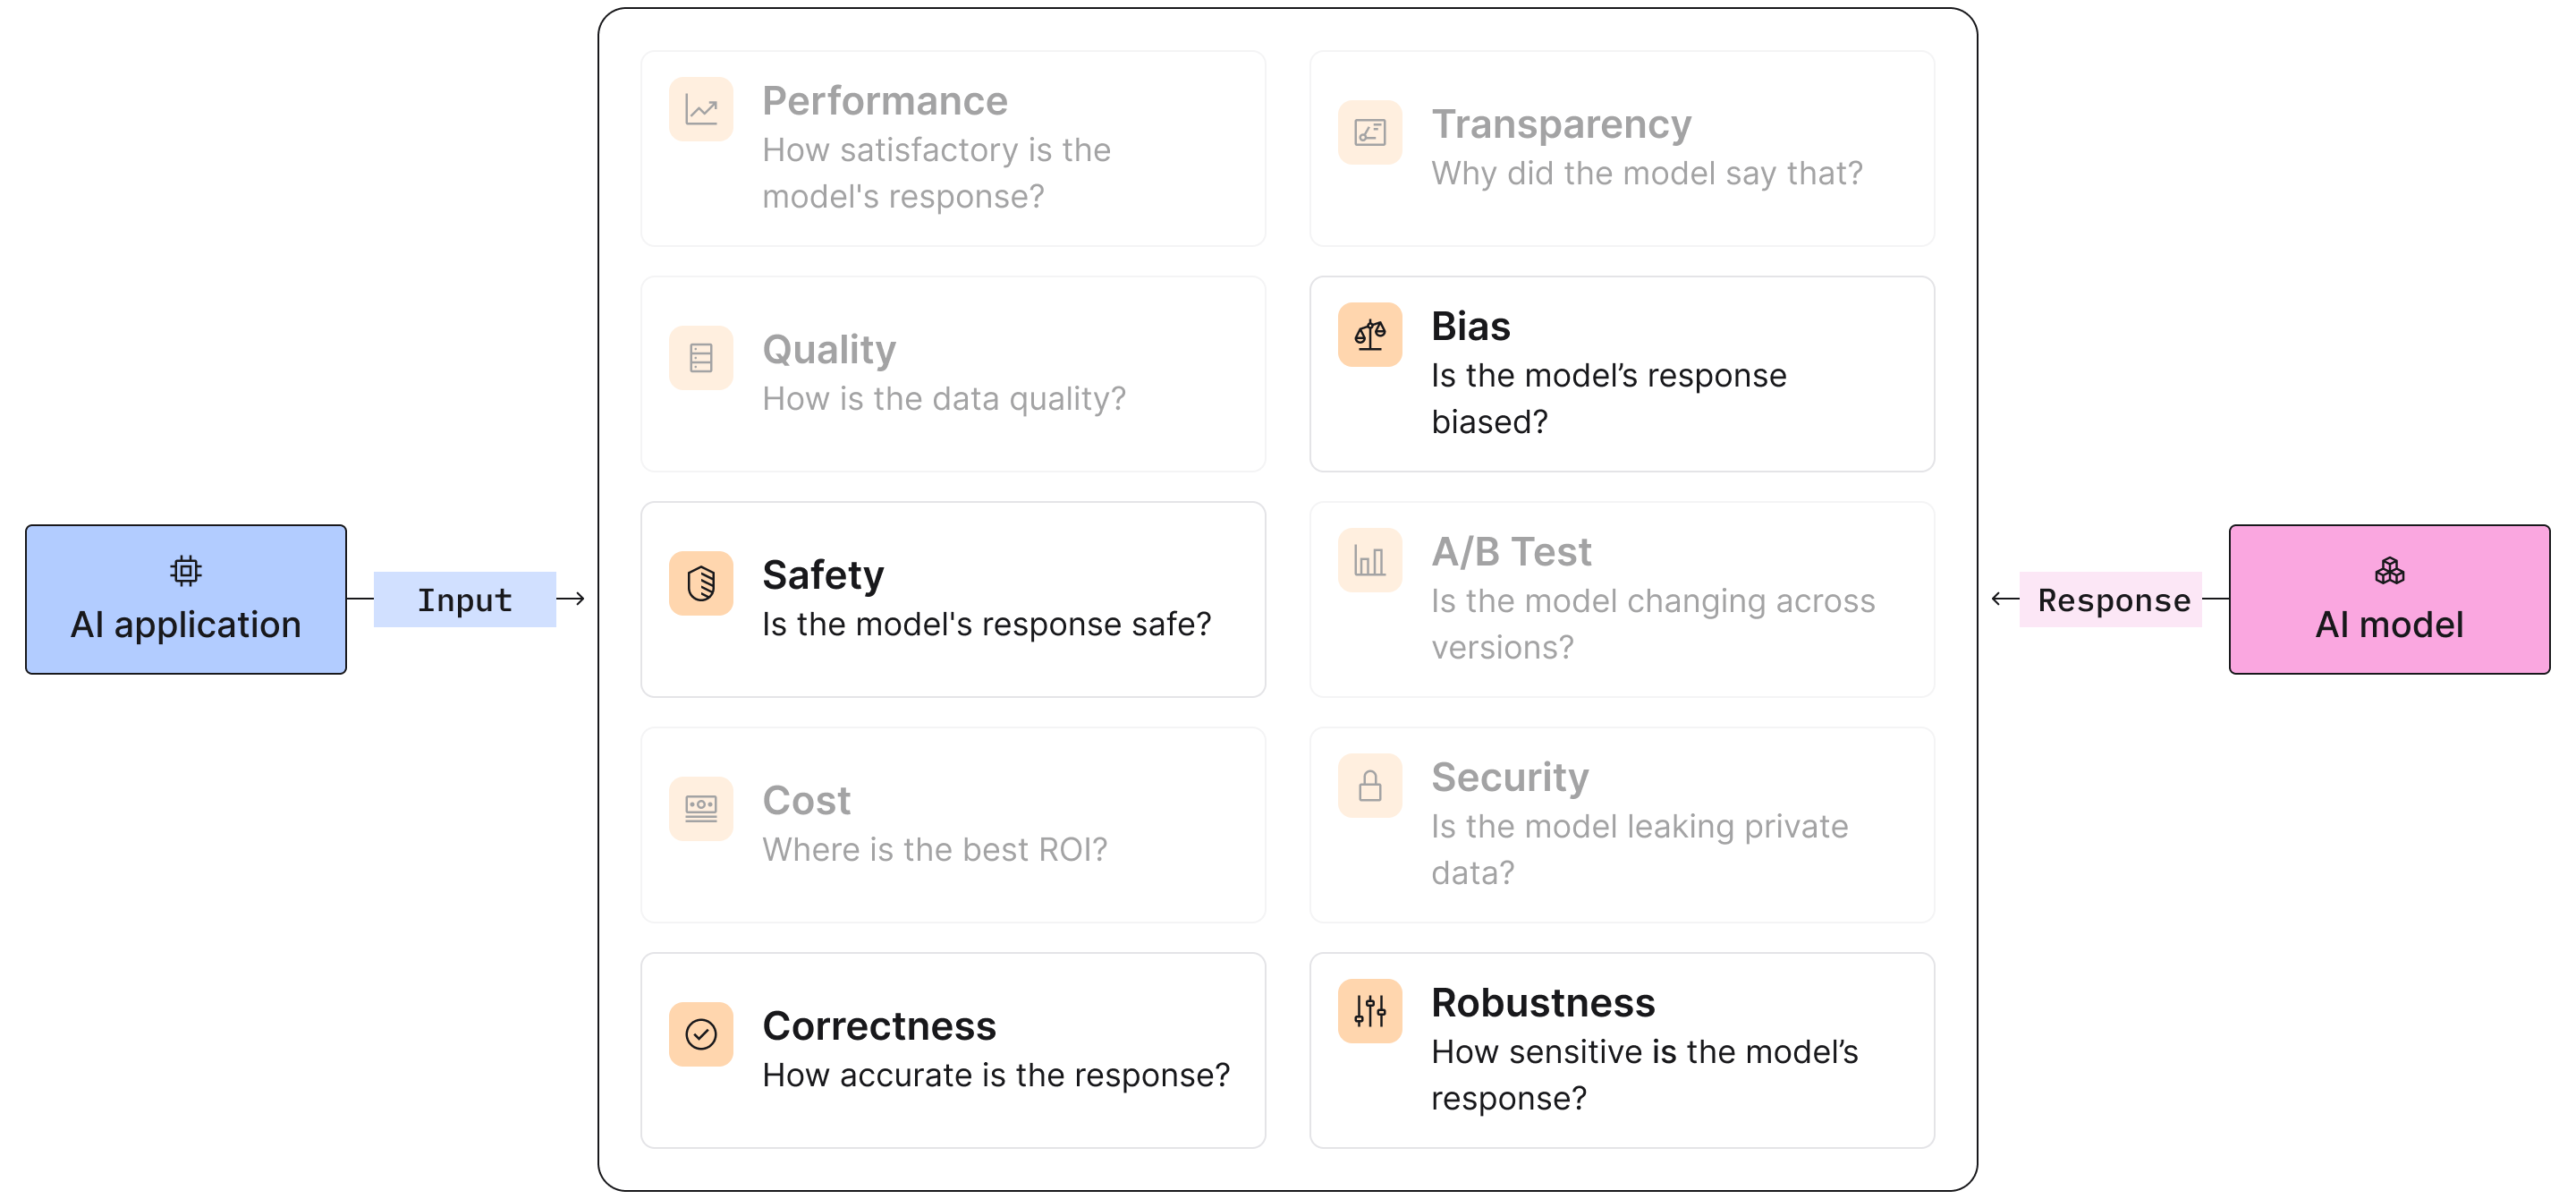 AI application
Input
Performance
How satisfactory is the
model's response?
Transparency
Why did the model say that?
Quality
How is the data quality?
Bias
Is the model’s response
biased?
Safety
Is the model's response safe?
A/B Test
Is the model changing across
versions?
Cost
Where is the best ROI?
Security
Is the model leaking private
data?
Correctness
How accurate is the response?
Robustness
How sensitive is the model’s
response?
Response
AI model